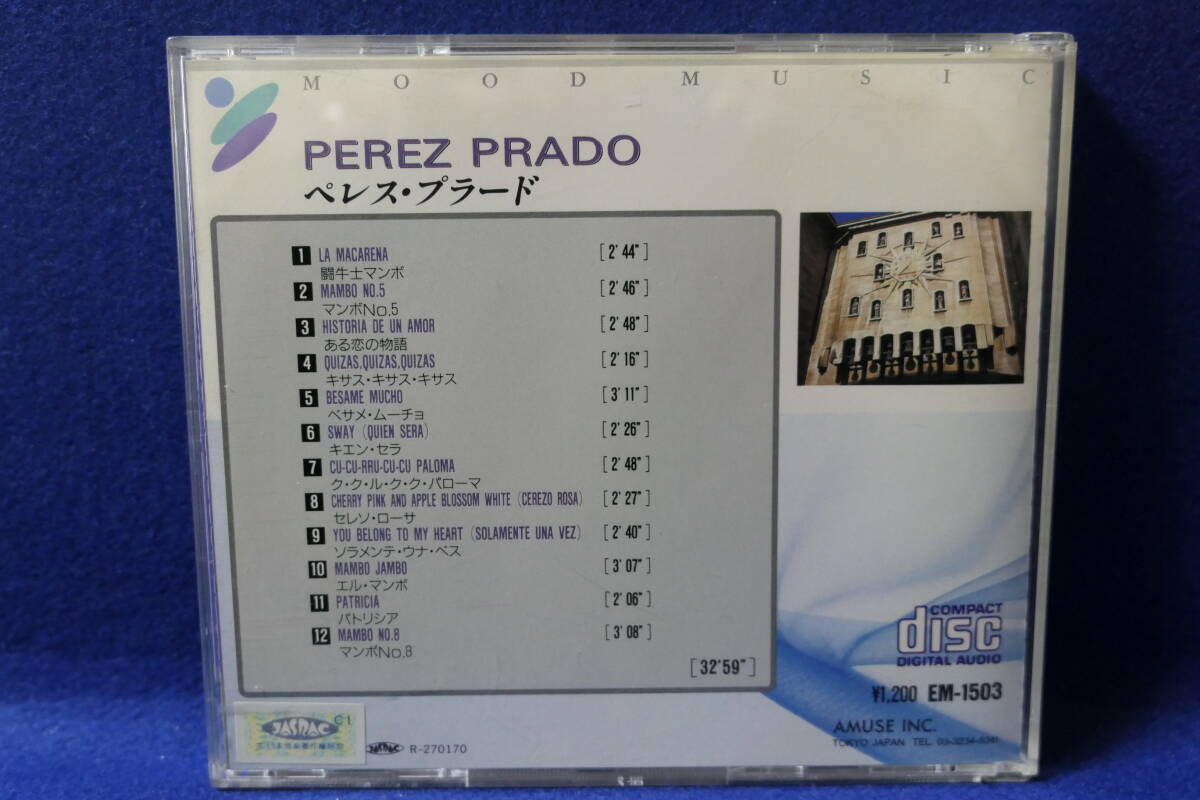 MOOD MUSIC
PEREZ PRADO
ペレス・プラード
1 LA MACARENA [2'44"]
闘牛士マンボ
2 MAMBO NO.5 [2'46"]
マンボNo.5
3 HISTORIA DE UN AMOR [2'48"]
ある恋の物語
4 QUIZAS,QUIZAS,QUIZAS [2'16"]
キサス・キサス・キサス
5 BESAME MUCHO [3'11"]
ベサメ・ムーチョ
6 SWAY (QUIEN SERA) [2'26"]
キエン・セラ
7 CU-CU-RRU-CU-CU PALOMA [2'48"]
ク・ク・ル・ク・ク・パローマ
8 CHERRY PINK AND APPLE BLOSSOM WHITE (CEREZO ROSA) [2'27"]
セレソ・ローサ
9 YOU BELONG TO MY HEART (SOLAMENTE UNA VEZ) [2'40"]
ソラメンテ・ウナ・ベス
10 MAMBO JAMBO [3'07"]
エル・マンボ
11 PATRICIA [2'06"]
パトリシア
12 MAMBO NO.8 [3'08"]
マンボNo.8
[32'59"]
COMPACT
disc
DIGITAL AUDIO
¥1,200 EM-1503
AMUSE INC.
TOKYO JAPAN TEL. 03-3234-5341
C1
JASRAC
JASRAC R-270170